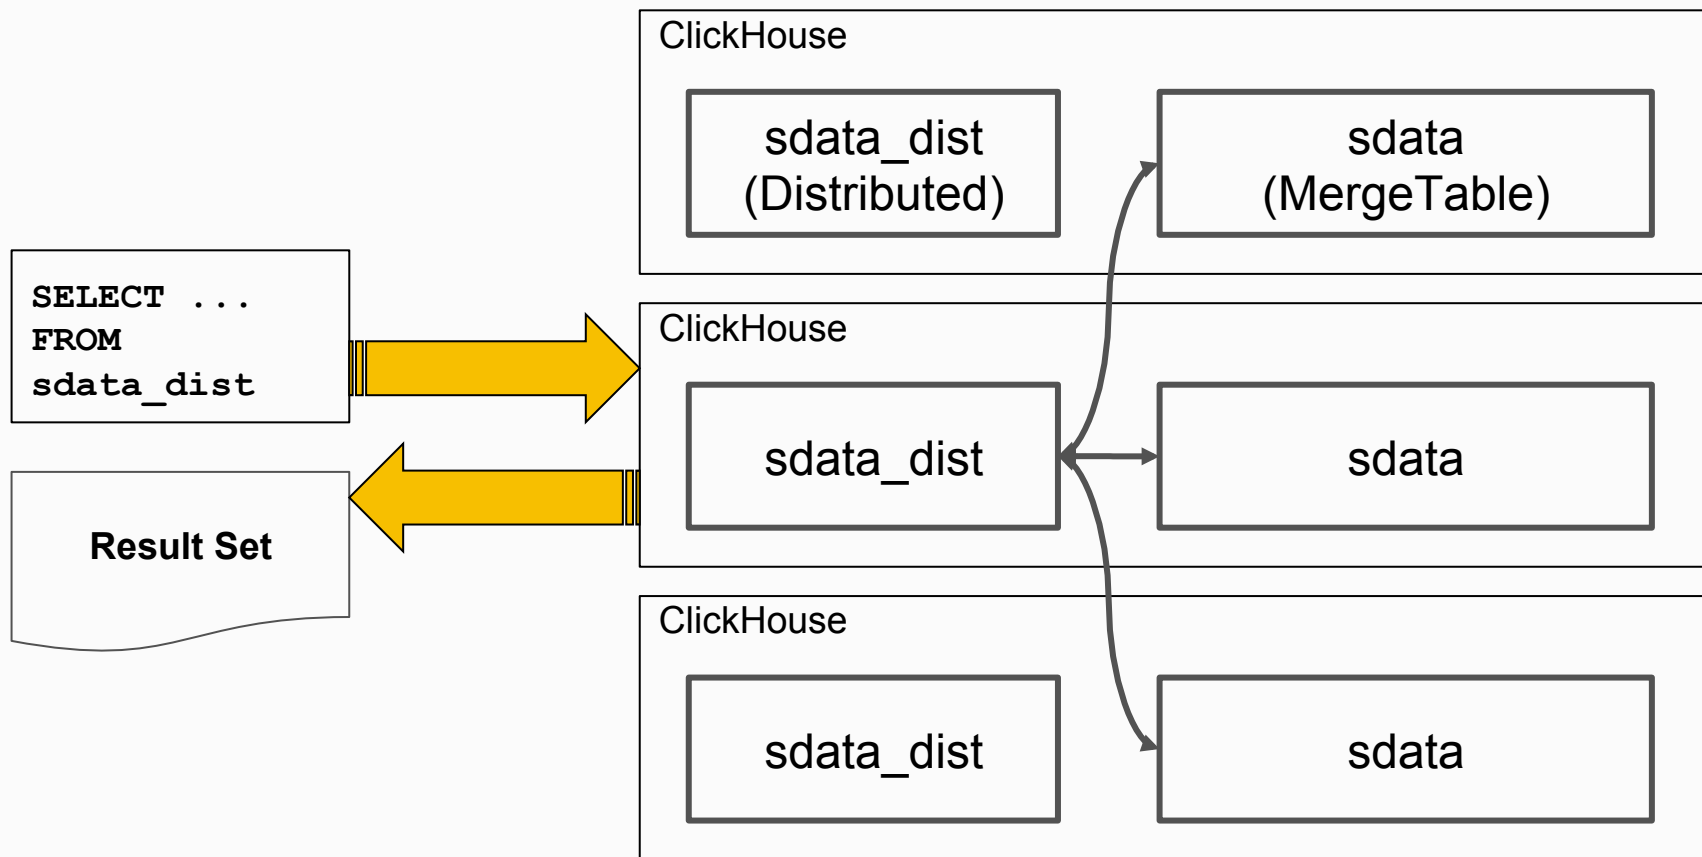 ClickHouse
sdata_dist
(Distributed)
sdata
(MergeTable)
SELECT ...
FROM
sdata_dist
ClickHouse
sdata_dist
sdata
Result Set
ClickHouse
sdata_dist
sdata